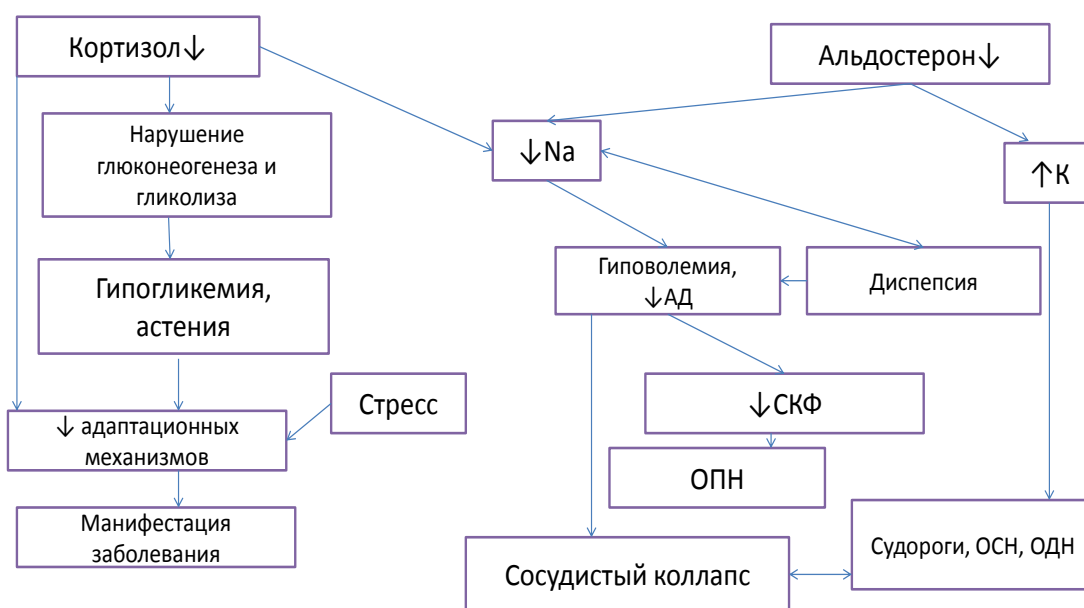 Кортизол↓
Альдостерон↓
Нарушение
глюконеогенеза и
гликолиза
↓Na
↑К
Гипогликемия,
астения
Гиповолемия,
↓АД
Диспепсия
Стресс
↓СКФ
↓ адаптационных
механизмов
ОПН
Манифестация
заболевания
Сосудистый коллапс
Судороги, ОСН, ОДН